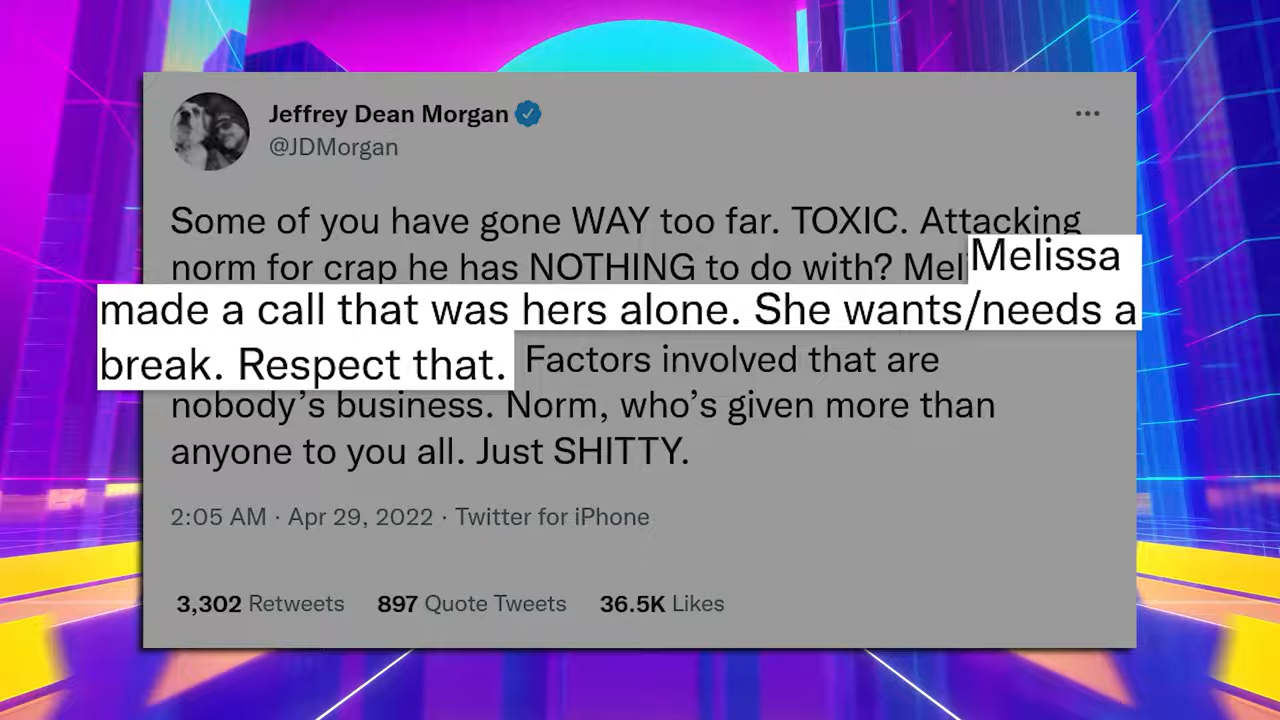 Jeffrey Dean Morgan
@JDMorgan
Some of you have gone WAY too far. TOXIC. Attacking
norm for crap he has NOTHING to do with? Mel Melissa
made a call that was hers alone. She wants/needs a
break. Respect that. Factors involved that are
nobody’s business. Norm, who’s given more than
anyone to you all. Just SHITTY.
2:05 AM · Apr 29, 2022 · Twitter for iPhone
3,302 Retweets 897 Quote Tweets 36.5K Likes